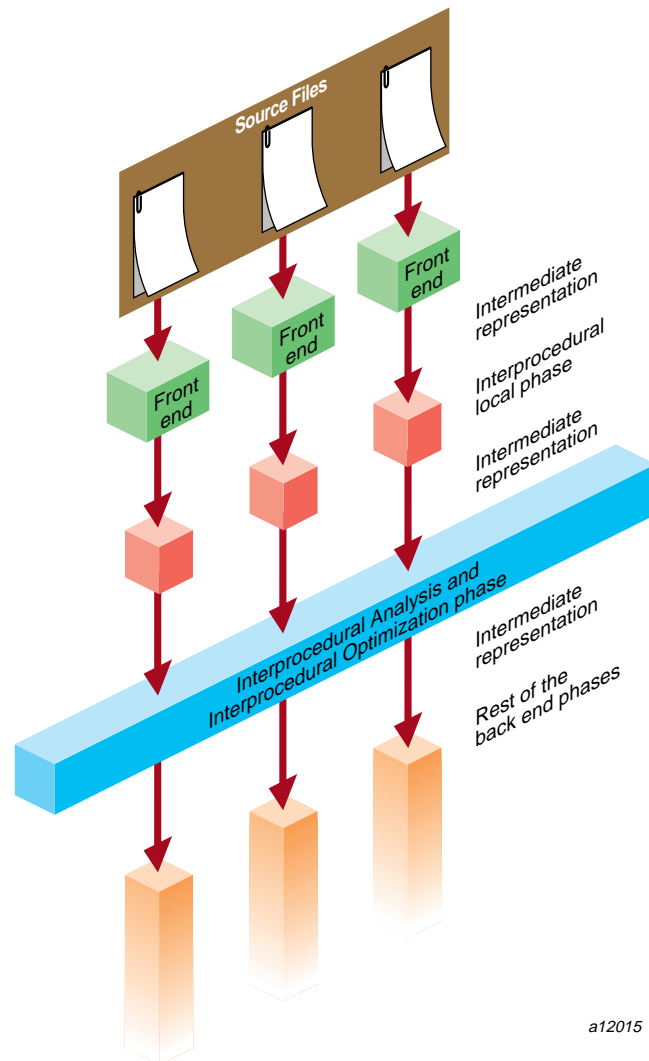 Source Files
Front
end
Front
end
Front
end
Intermediate
representation
Interprocedural
local phase
Intermediate
representation
Interprocedural Analysis and
Interprocedural Optimization phase
Intermediate
representation
Rest of the
back end phases
a12015